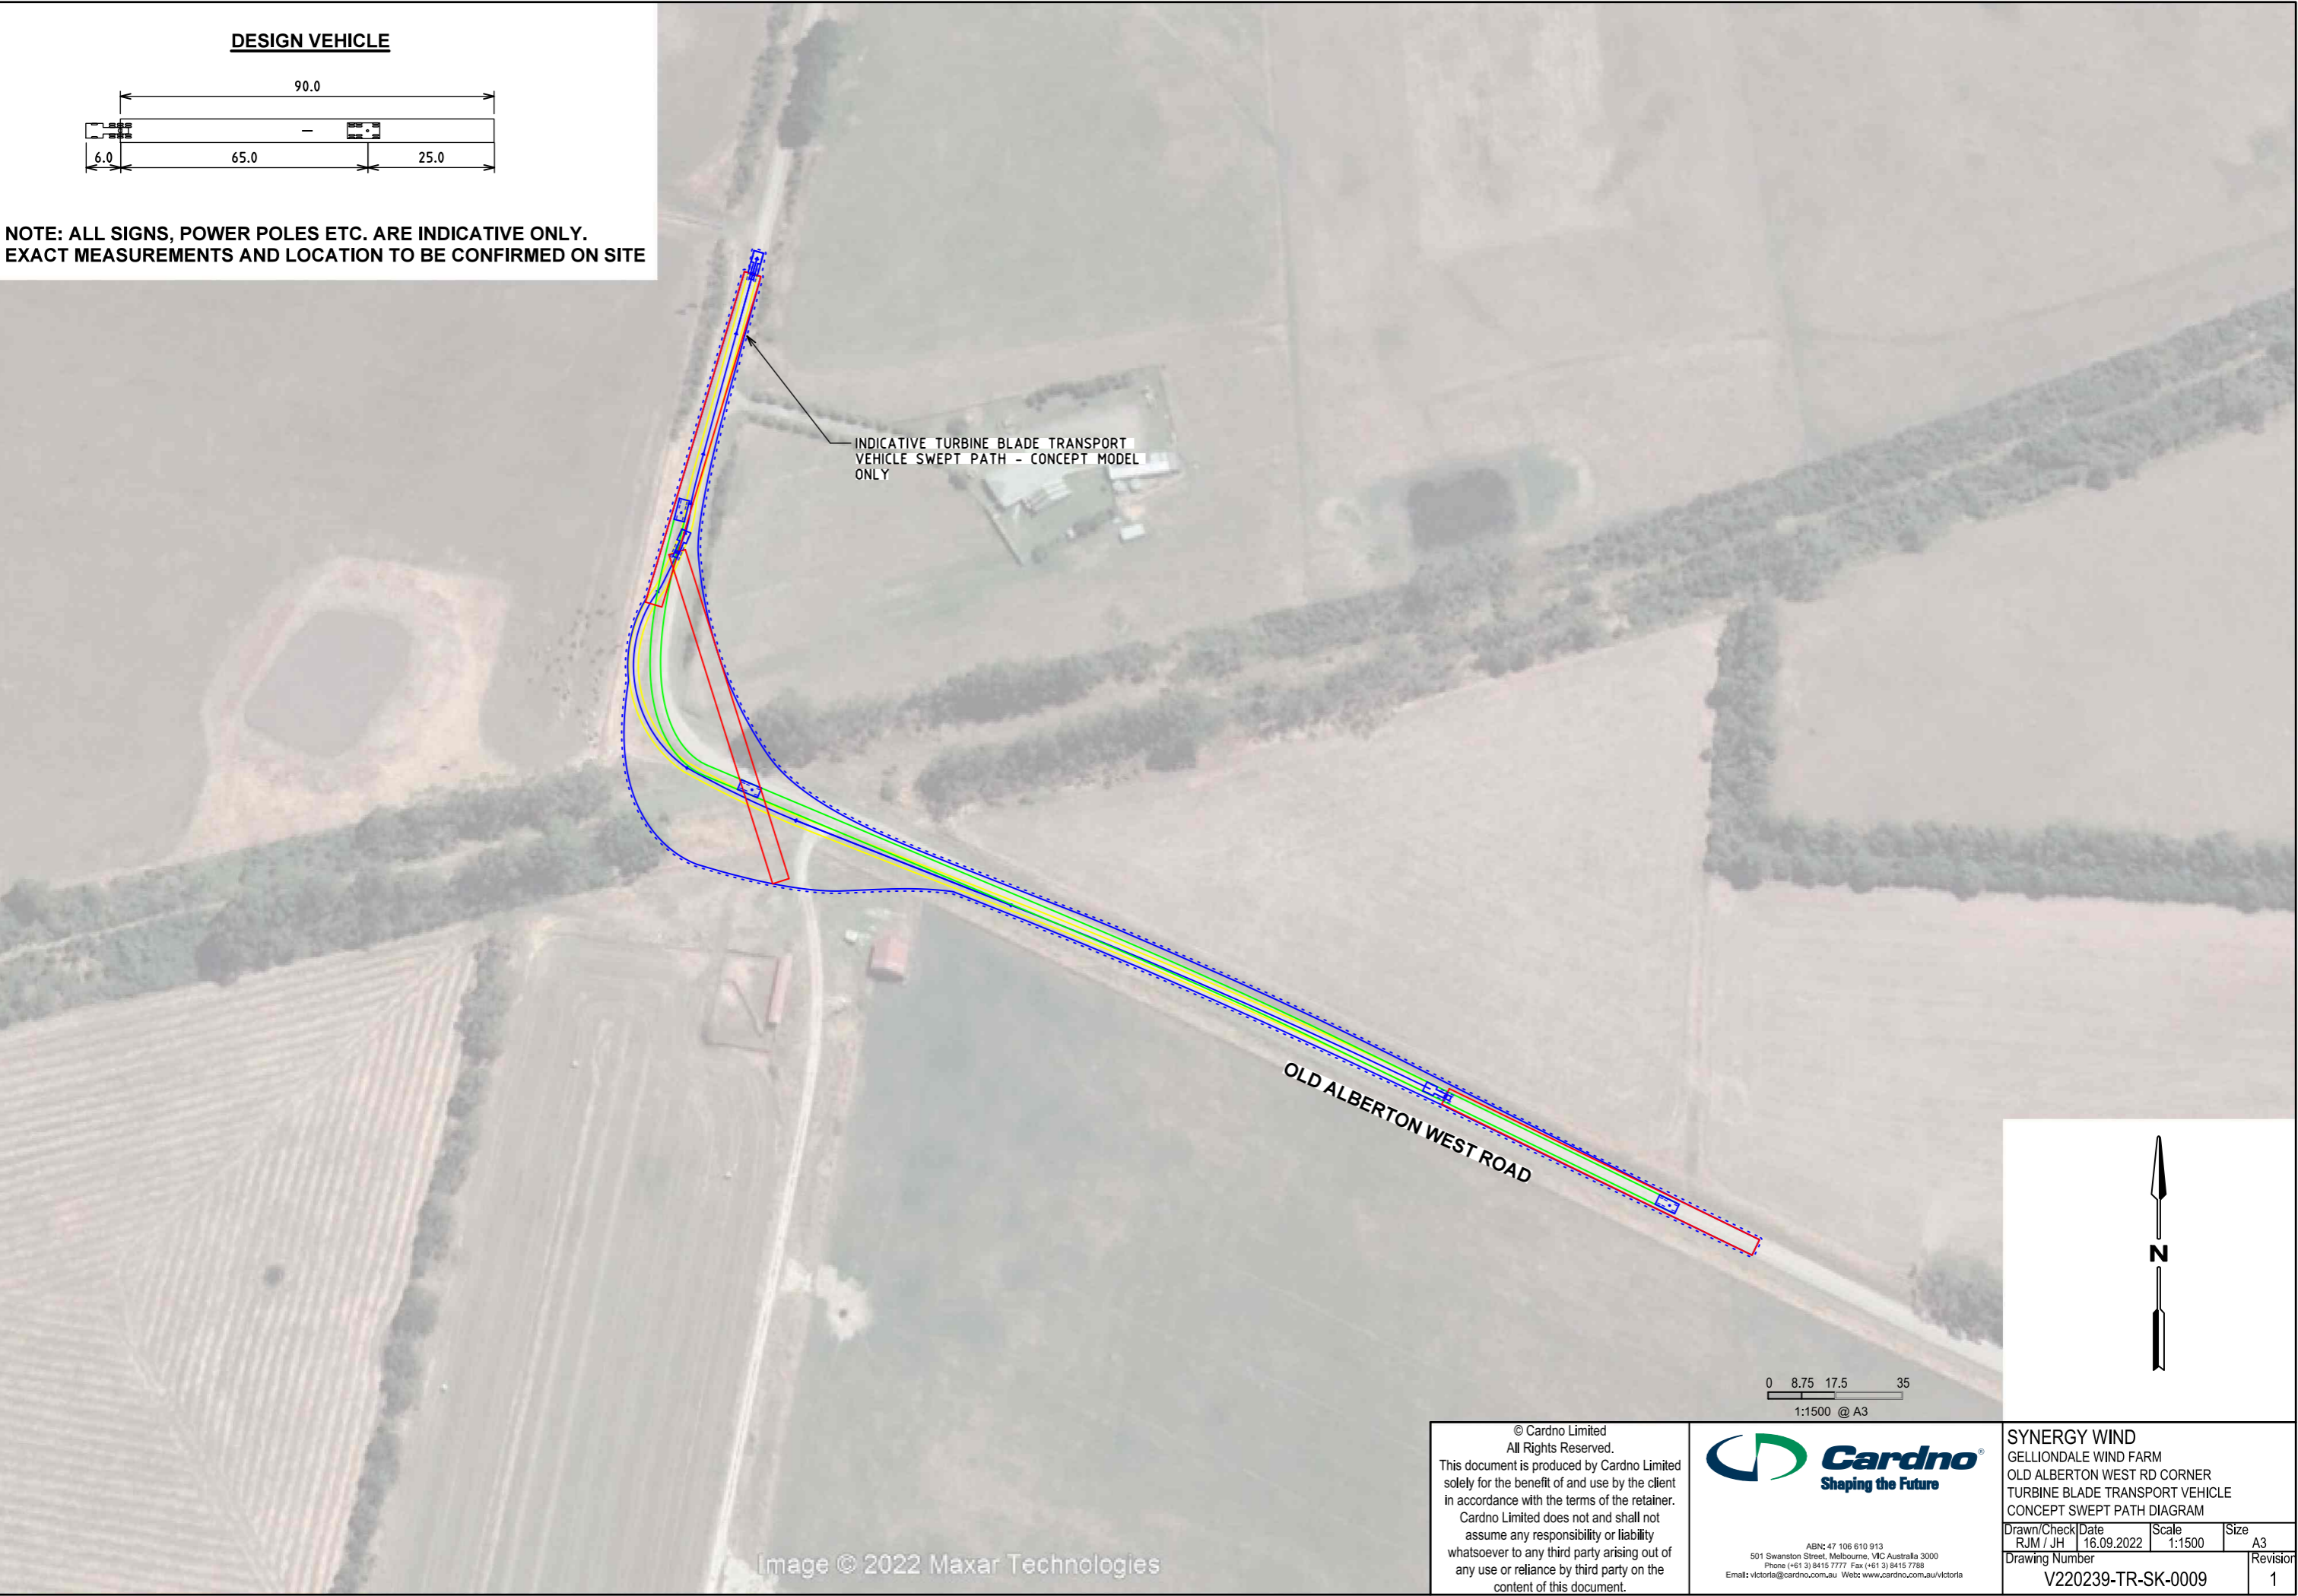 DESIGN VEHICLE
90.0
6.0 65.0 25.0
NOTE: ALL SIGNS, POWER POLES ETC. ARE INDICATIVE ONLY.
EXACT MEASUREMENTS AND LOCATION TO BE CONFIRMED ON SITE
INDICATIVE TURBINE BLADE TRANSPORT
VEHICLE SWEPT PATH - CONCEPT MODEL
ONLY
OLD ALBERTON WEST ROAD
N
0 8.75 17.5 35
1:1500 @ A3
Image © 2022 Maxar Technologies
© Cardno Limited
All Rights Reserved.
This document is produced by Cardno Limited
solely for the benefit of and use by the client
in accordance with the terms of the retainer.
Cardno Limited does not and shall not
assume any responsibility or liability
whatsoever to any third party arising out of
any use or reliance by third party on the
content of this document.
Cardno®
Shaping the Future
ABN: 47 106 610 913
501 Swanston Street, Melbourne, VIC Australia 3000
Phone (+61 3) 8415 7777 Fax (+61 3) 8415 7788
Email: victoria@cardno.com.au Web: www.cardno.com.au/victoria
SYNERGY WIND
GELLIONDALE WIND FARM
OLD ALBERTON WEST RD CORNER
TURBINE BLADE TRANSPORT VEHICLE
CONCEPT SWEPT PATH DIAGRAM
Drawn/Check Date Scale Size
RJM / JH 16.09.2022 1:1500 A3
Drawing Number Revision
V220239-TR-SK-0009 1